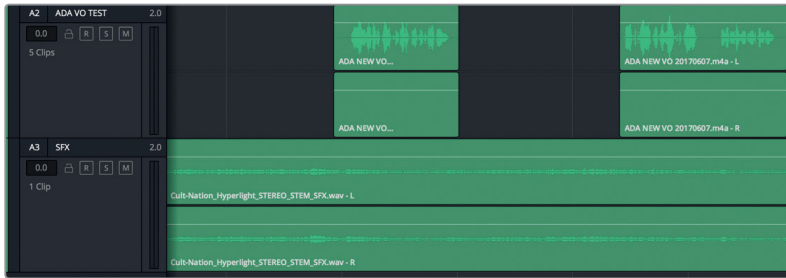 A2 ADA VO TEST 2.0
0.0 R S M
5 Clips
ADA NEW VO...
ADA NEW VO 20170607.m4a - L
ADA NEW VO...
ADA NEW VO 20170607.m4a - R
A3 SFX 2.0
0.0 R S M
1 Clip
Cult-Nation_Hyperlight_STEREO_STEM_SFX.wav - L
Cult-Nation_Hyperlight_STEREO_STEM_SFX.wav - R